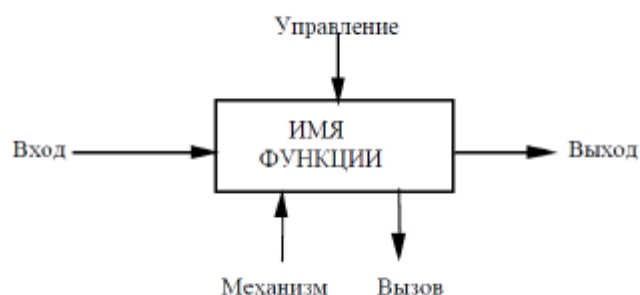 Управление
ИМЯ
ФУНКЦИИ
Вход
Выход
Механизм
Вызов